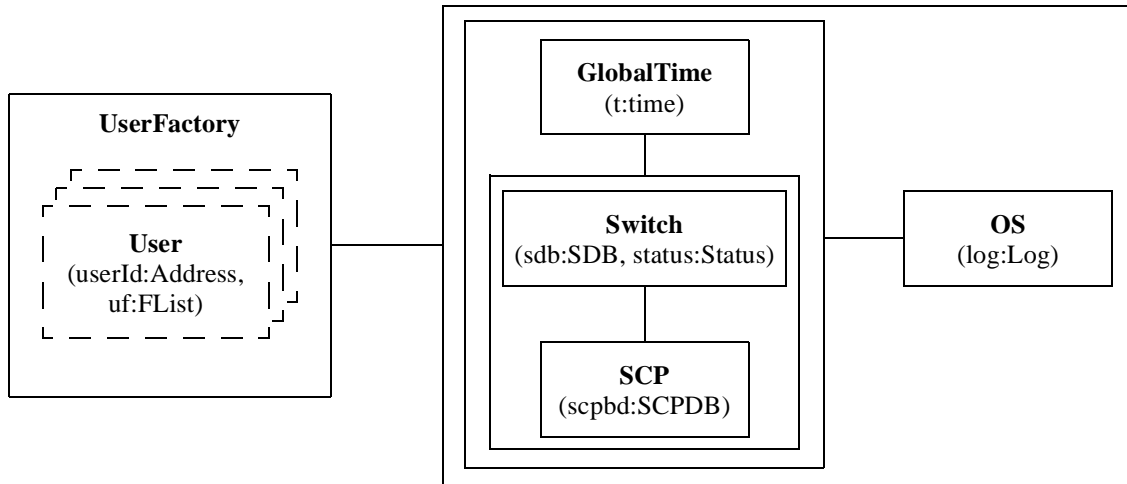 UserFactory
User
(userId:Address,
uf:FList)
GlobalTime
(t:time)
Switch
(sdb:SDB, status:Status)
SCP
(scpbd:SCPDB)
OS
(log:Log)